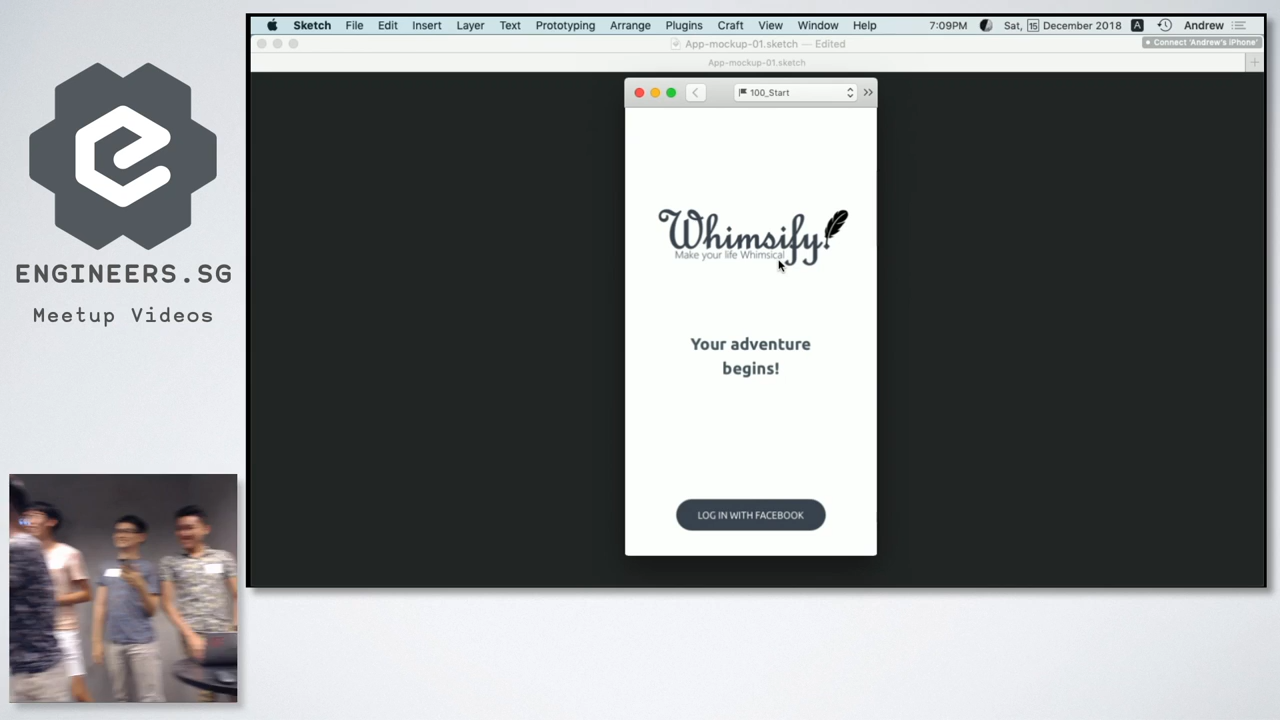 ENGINEERS.SG
Meetup Videos
Sketch File Edit Insert Layer Text Prototyping Arrange Plugins Craft View Window Help 7:09PM Sat, 15 December 2018 A Andrew
App-mockup-01.sketch — Edited
Connect 'Andrew's iPhone'
App-mockup-01.sketch
100_Start
Whimsify!
Make your life Whimsical
Your adventure
begins!
LOG IN WITH FACEBOOK